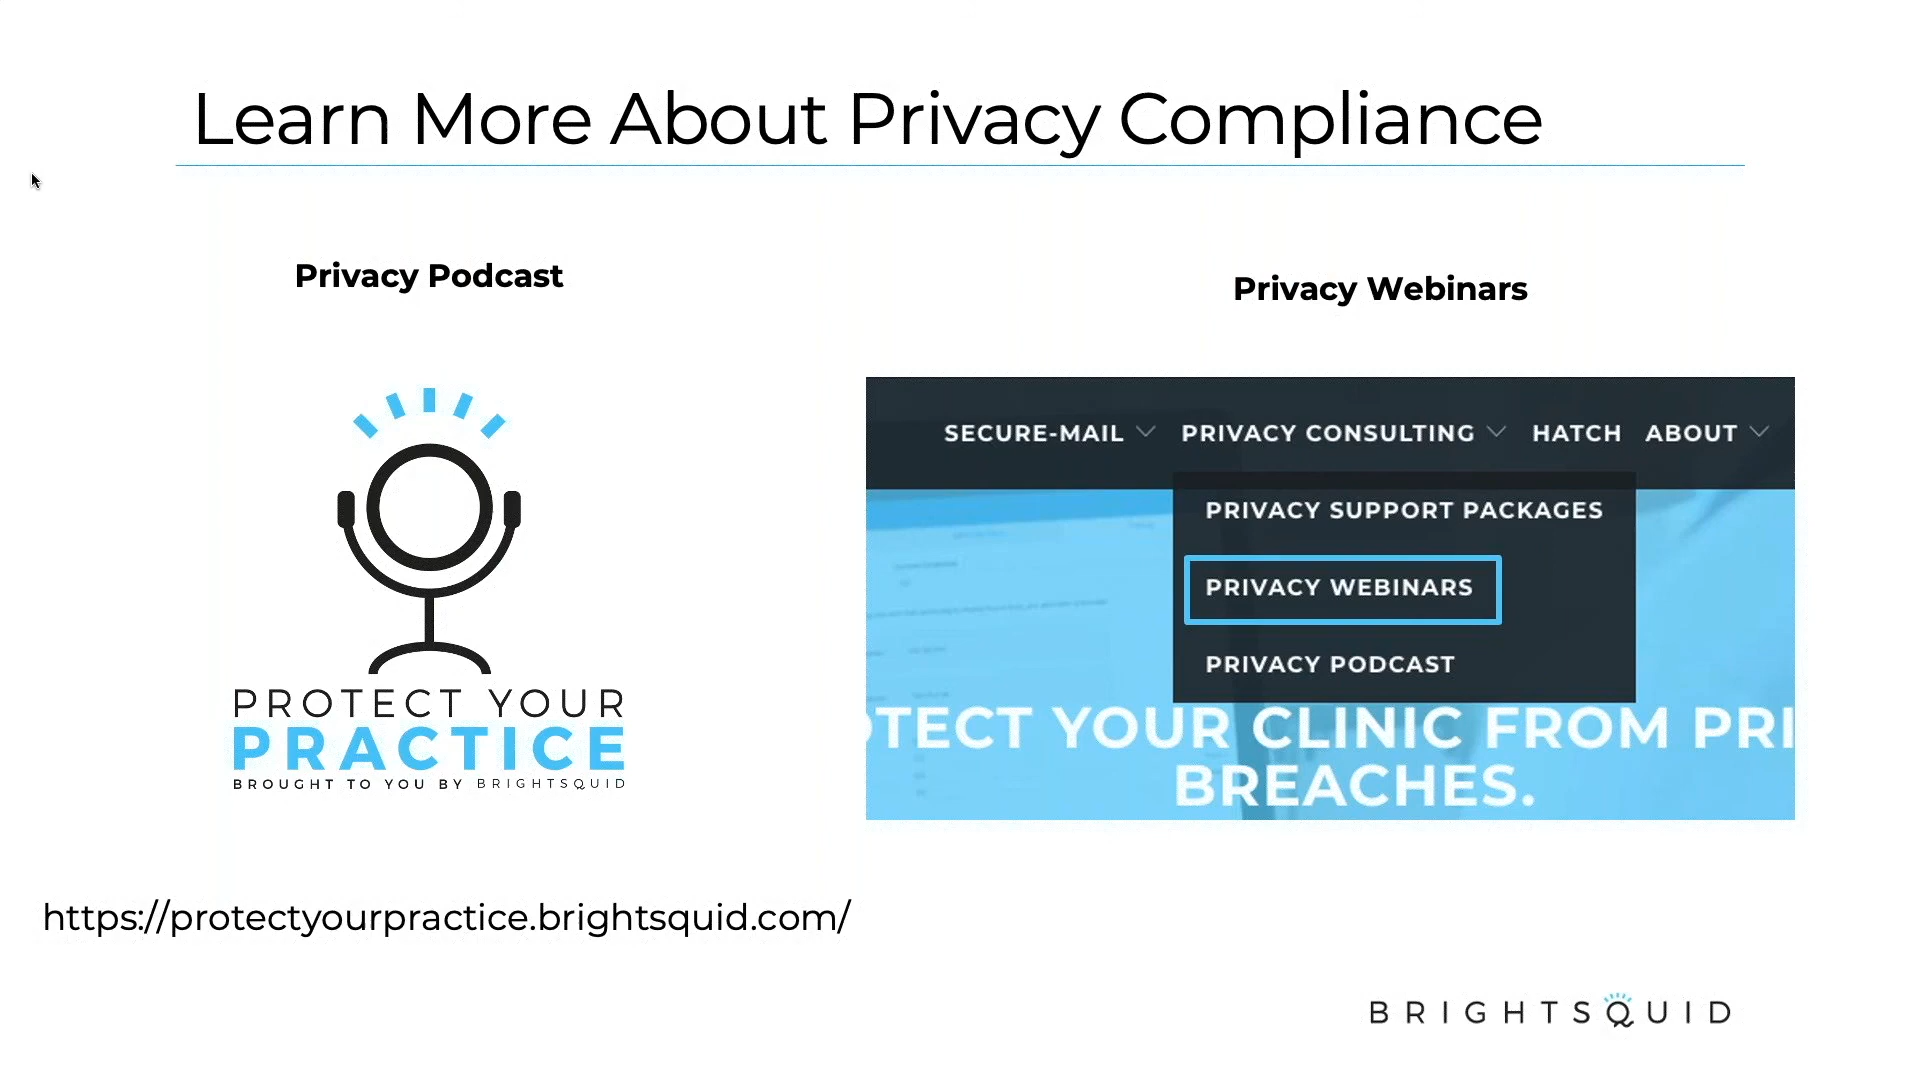 Learn More About Privacy Compliance
Privacy Podcast
PROTECT YOUR
PRACTICE
BROUGHT TO YOU BY BRIGHTSQUID
https://protectyourpractice.brightsquid.com/
Privacy Webinars
SECURE-MAIL PRIVACY CONSULTING HATCH ABOUT
PRIVACY SUPPORT PACKAGES
PRIVACY WEBINARS
PRIVACY PODCAST
OTECT YOUR CLINIC FROM PRI
BREACHES.
BRIGHTSQUID